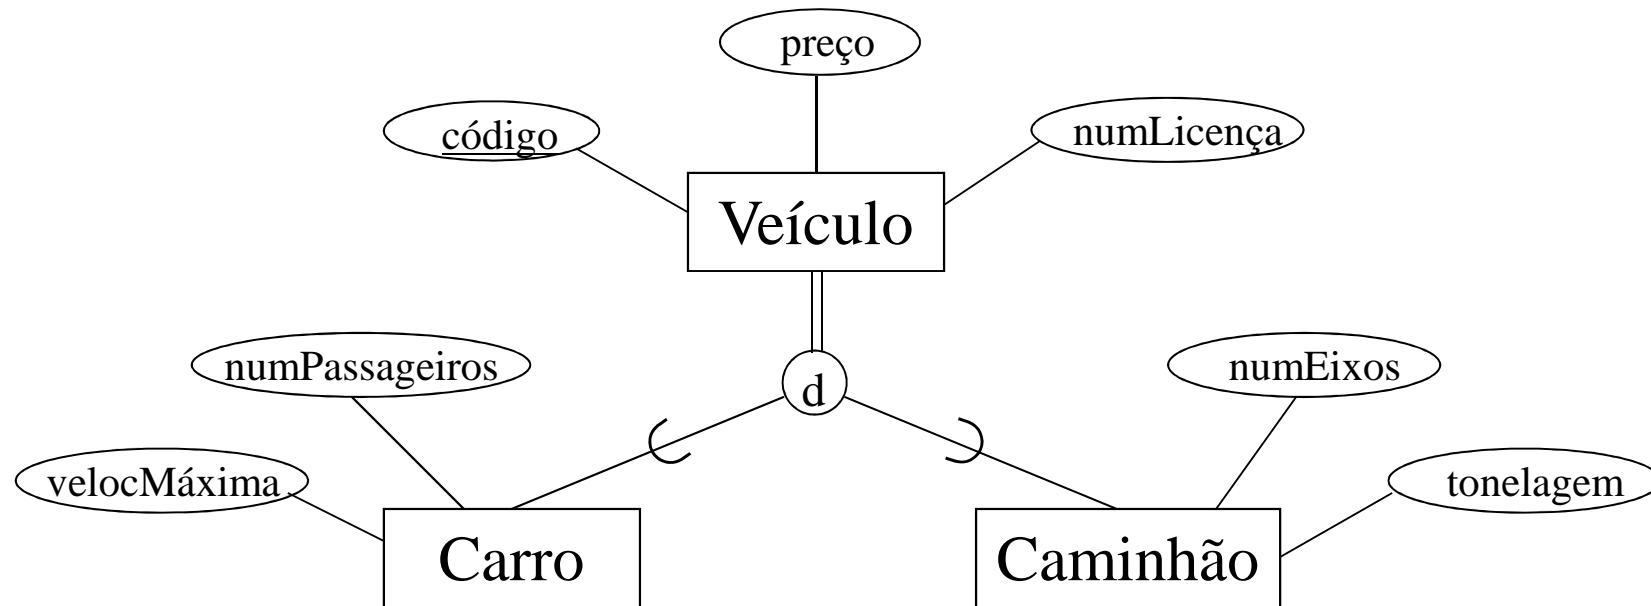 preço
código
numLicença
Veículo
numPassageiros
d
numEixos
velocMáxima
tonelagem
Carro
Caminhão